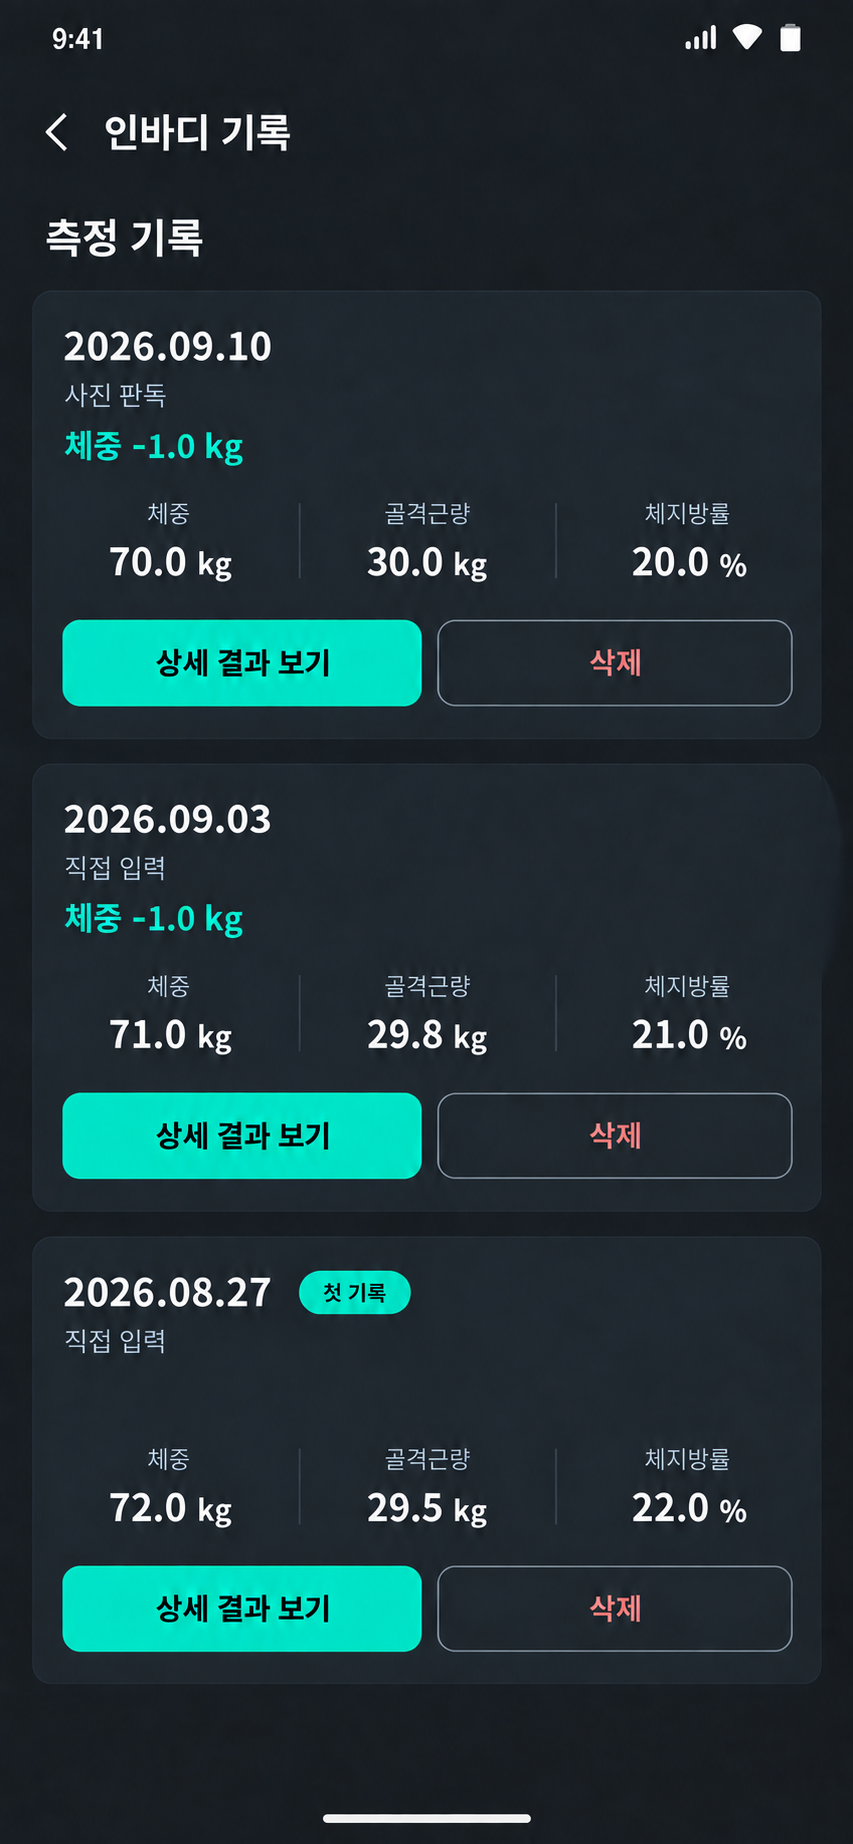 9:41
인바디 기록
측정 기록
2026.09.10
사진 판독
체중 -1.0 kg
체중 골격근량 체지방률
70.0 kg 30.0 kg 20.0 %
상세 결과 보기 삭제
2026.09.03
직접 입력
체중 -1.0 kg
체중 골격근량 체지방률
71.0 kg 29.8 kg 21.0 %
상세 결과 보기 삭제
2026.08.27 첫 기록
직접 입력
체중 골격근량 체지방률
72.0 kg 29.5 kg 22.0 %
상세 결과 보기 삭제